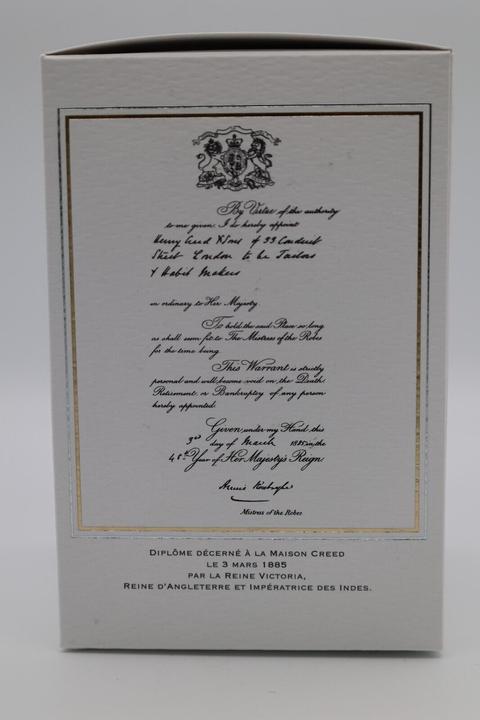 By Virtue of the authority
to me given I do hereby appoint
Henry Creed & Sons of 33 Conduit
Street London to be Tailors
& Habit Makers
in ordinary to Her Majesty
To hold the said Place so long
as shall seem fit to The Mistress of the Robes
for the time being
This Warrant is strictly
personal and will become void on the Death
Retirement or Bankruptcy of any person
hereby appointed.
Given under my Hand this
3rd day of March 1885 in the
48th Year of Her Majesty's Reign
Mistress of the Robes
DIPLÔME DÉCERNÉ À LA MAISON CREED
LE 3 MARS 1885
PAR LA REINE VICTORIA,
REINE D'ANGLETERRE ET IMPÉRATRICE DES INDES.